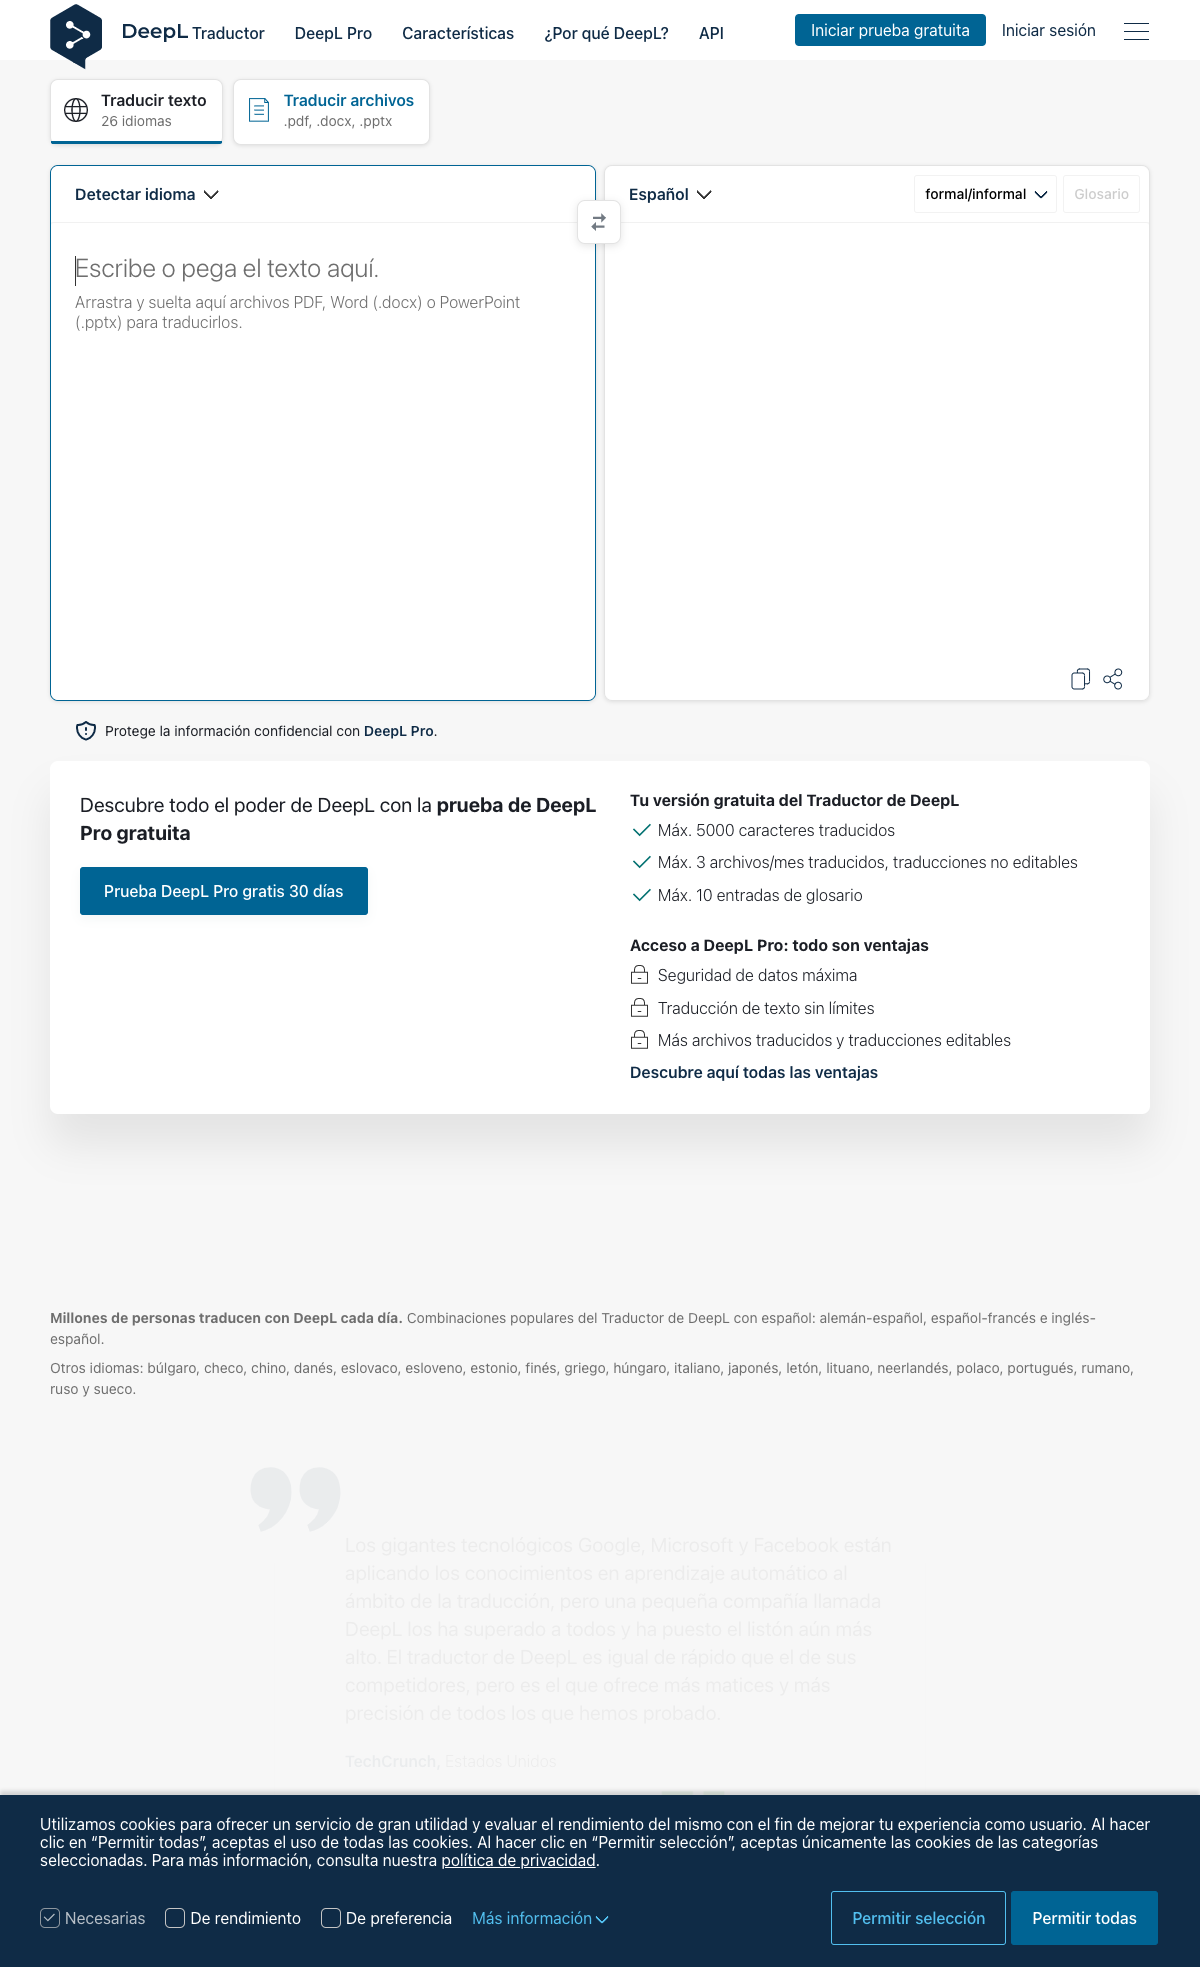 DeepL Traductor
DeepL Pro
Características
¿Por qué DeepL?
API
Iniciar prueba gratuita
Iniciar sesión
Traducir texto
26 idiomas
Traducir archivos
.pdf, .docx, .pptx
Detectar idioma
Español
formal/informal
Glosario
Escribe o pega el texto aquí.
Arrastra y suelta aquí archivos PDF, Word (.docx) o PowerPoint
(.pptx) para traducirlos.
Protege la información confidencial con DeepL Pro.
Descubre todo el poder de DeepL con la prueba de DeepL
Pro gratuita
Prueba DeepL Pro gratis 30 días
Tu versión gratuita del Traductor de DeepL
Máx. 5000 caracteres traducidos
Máx. 3 archivos/mes traducidos, traducciones no editables
Máx. 10 entradas de glosario
Acceso a DeepL Pro: todo son ventajas
Seguridad de datos máxima
Traducción de texto sin límites
Más archivos traducidos y traducciones editables
Descubre aquí todas las ventajas
Millones de personas traducen con DeepL cada día. Combinaciones populares del Traductor de DeepL con español: alemán-español, español-francés e inglés-
español.
Otros idiomas: búlgaro, checo, chino, danés, eslovaco, esloveno, estonio, finés, griego, húngaro, italiano, japonés, letón, lituano, neerlandés, polaco, portugués, rumano,
ruso y sueco.
Los gigantes tecnológicos Google, Microsoft y Facebook están
aplicando los conocimientos en aprendizaje automático al
ámbito de la traducción, pero una pequeña compañía llamada
DeepL los ha superado a todos y ha puesto el listón aún más
alto. El traductor de DeepL es igual de rápido que el de sus
competidores, pero es el que ofrece más matices y más
precisión de todos los que hemos probado.
TechCrunch, Estados Unidos
Utilizamos cookies para ofrecer un servicio de gran utilidad y evaluar el rendimiento del mismo con el fin de mejorar tu experiencia como usuario. Al hacer
clic en “Permitir todas”, aceptas el uso de todas las cookies. Al hacer clic en “Permitir selección”, aceptas únicamente las cookies de las categorías
seleccionadas. Para más información, consulta nuestra política de privacidad.
Necesarias
De rendimiento
De preferencia
Más información
Permitir selección
Permitir todas